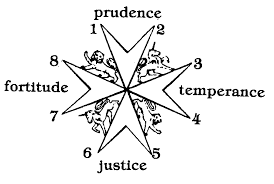 prudence
1 2
8 3
fortitude temperance
7 4
6 5
justice